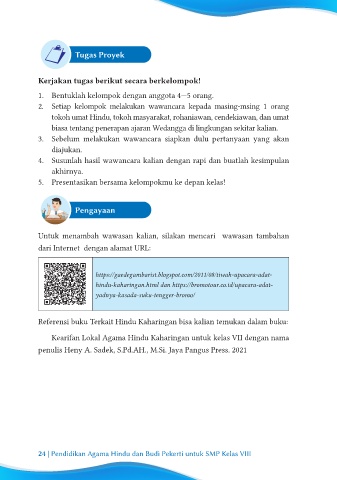 Tugas Proyek
Kerjakan tugas berikut secara berkelompok!
1. Bentuklah kelompok dengan anggota 4—5 orang.
2. Setiap kelompok melakukan wawancara kepada masing-msing 1 orang
tokoh umat Hindu, tokoh masyarakat, rohaniawan, cendekiawan, dan umat
biasa tentang penerapan ajaran Wedangga di lingkungan sekitar kalian.
3. Sebelum melakukan wawancara siapkan dulu pertanyaan yang akan
diajukan.
4. Susunlah hasil wawancara kalian dengan rapi dan buatlah kesimpulan
akhirnya.
5. Presentasikan bersama kelompokmu ke depan kelas!
Pengayaan
Untuk menambah wawasan kalian, silakan mencari wawasan tambahan
dari Internet dengan alamat URL:
https://gaedegambarist.blogspot.com/2011/08/tiwah-upacara-adat-
hindu-kaharingan.html dan https://bromotour.co.id/upacara-adat-
yadnya-kasada-suku-tengger-bromo/
Referensi buku Terkait Hindu Kaharingan bisa kalian temukan dalam buku:
Kearifan Lokal Agama Hindu Kaharingan untuk kelas VII dengan nama
penulis Heny A. Sadek, S.Pd.AH., M.Si. Jaya Pangus Press. 2021
24 | Pendidikan Agama Hindu dan Budi Pekerti untuk SMP Kelas VIII